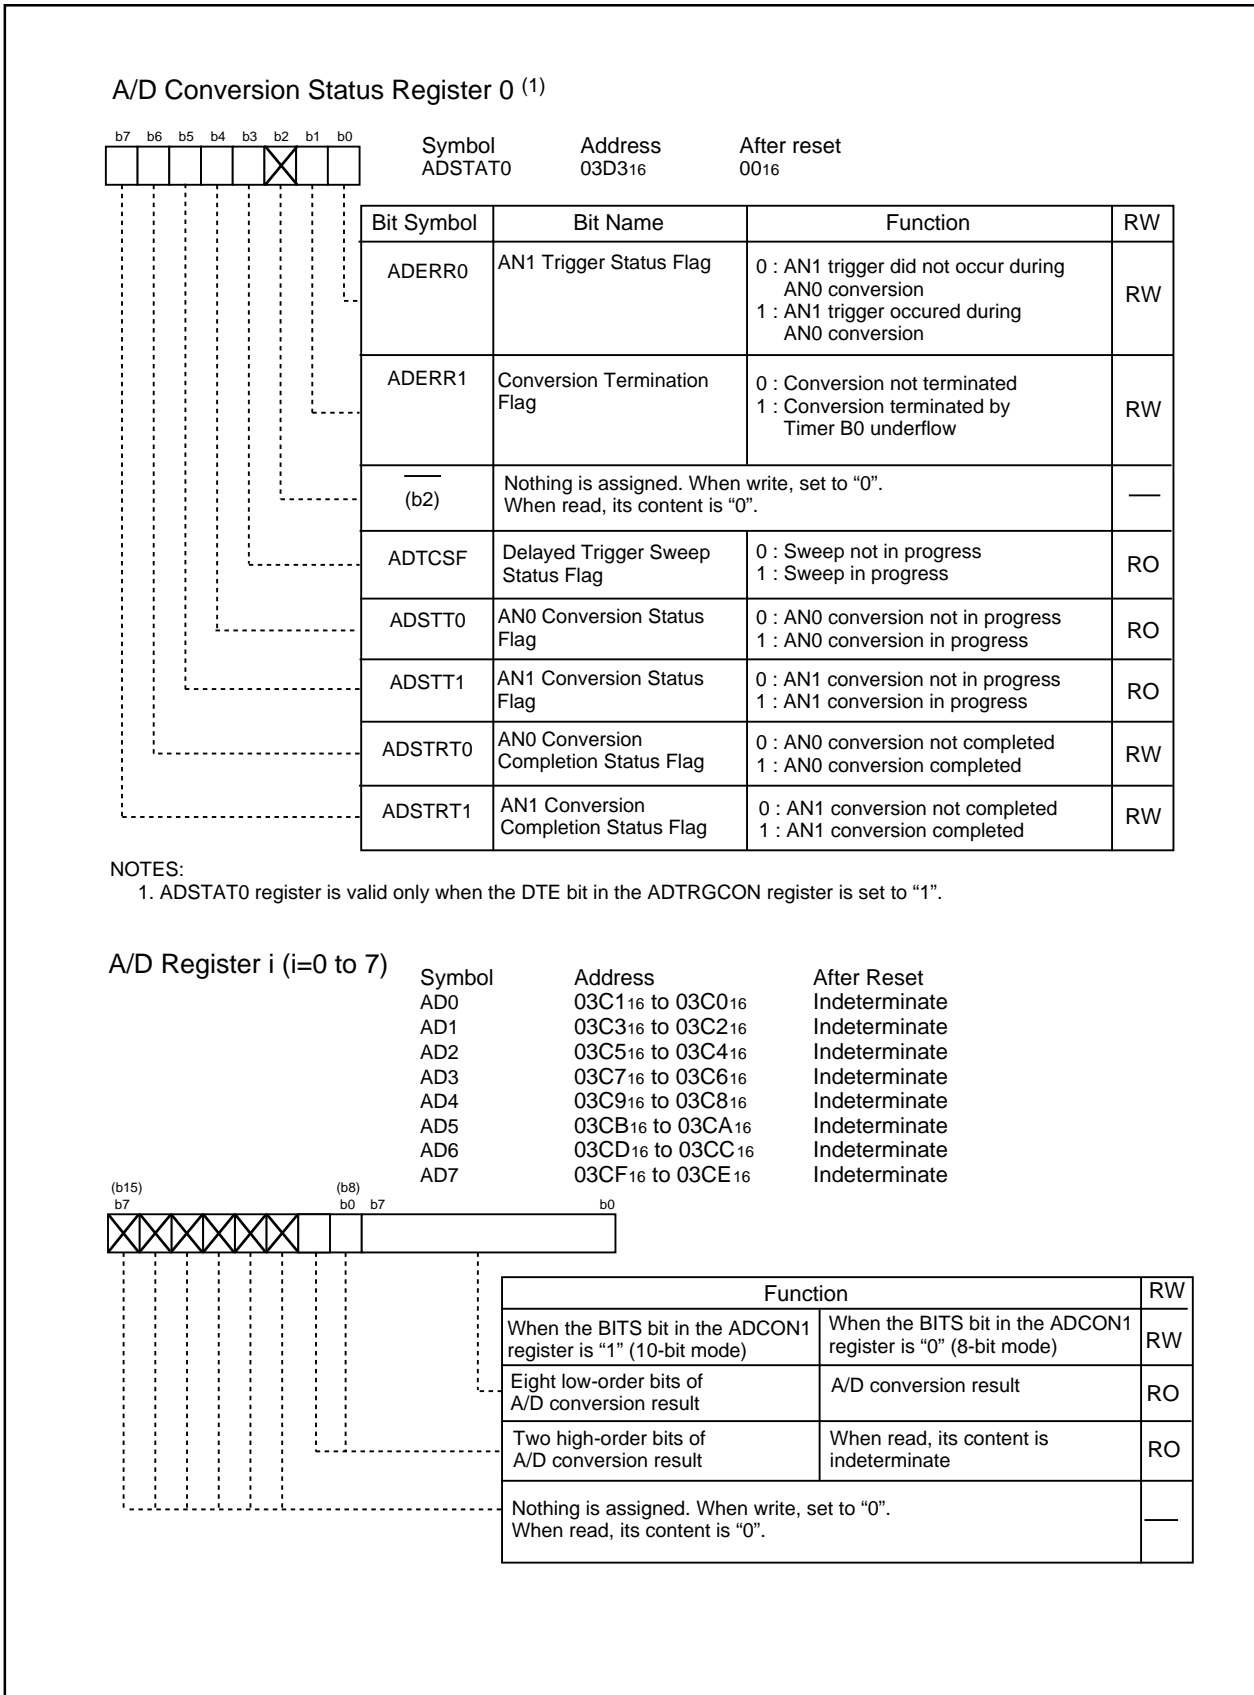 A/D Conversion Status Register 0 (1)
b7 b6 b5 b4 b3 b2 b1 b0
Symbol Address After reset
ADSTAT0 03D316 0016
Bit Symbol Bit Name Function RW
ADERR0 AN1 Trigger Status Flag 0 : AN1 trigger did not occur during
AN0 conversion
1 : AN1 trigger occured during
AN0 conversion
RW
ADERR1 Conversion Termination
Flag
0 : Conversion not terminated
1 : Conversion terminated by
Timer B0 underflow
RW
(b2)
Nothing is assigned. When write, set to “0”.
When read, its content is “0”.
ADTCSF Delayed Trigger Sweep
Status Flag
0 : Sweep not in progress
1 : Sweep in progress
RO
ADSTT0 AN0 Conversion Status
Flag
0 : AN0 conversion not in progress
1 : AN0 conversion in progress
RO
ADSTT1 AN1 Conversion Status
Flag
0 : AN1 conversion not in progress
1 : AN1 conversion in progress
RO
ADSTRT0 AN0 Conversion
Completion Status Flag
0 : AN0 conversion not completed
1 : AN0 conversion completed
RW
ADSTRT1 AN1 Conversion
Completion Status Flag
0 : AN1 conversion not completed
1 : AN1 conversion completed
RW
NOTES:
1. ADSTAT0 register is valid only when the DTE bit in the ADTRGCON register is set to “1”.
A/D Register i (i=0 to 7)
Symbol Address After Reset
AD0 03C116 to 03C016 Indeterminate
AD1 03C316 to 03C216 Indeterminate
AD2 03C516 to 03C416 Indeterminate
AD3 03C716 to 03C616 Indeterminate
AD4 03C916 to 03C816 Indeterminate
AD5 03CB16 to 03CA16 Indeterminate
AD6 03CD16 to 03CC16 Indeterminate
AD7 03CF16 to 03CE16 Indeterminate
(b15) (b8)
b7 b0 b7 b0
Function RW
When the BITS bit in the ADCON1
register is “1” (10-bit mode)
When the BITS bit in the ADCON1
register is “0” (8-bit mode)
RW
Eight low-order bits of
A/D conversion result
A/D conversion result
RO
Two high-order bits of
A/D conversion result
When read, its content is
indeterminate
RO
Nothing is assigned. When write, set to “0”.
When read, its content is “0”.